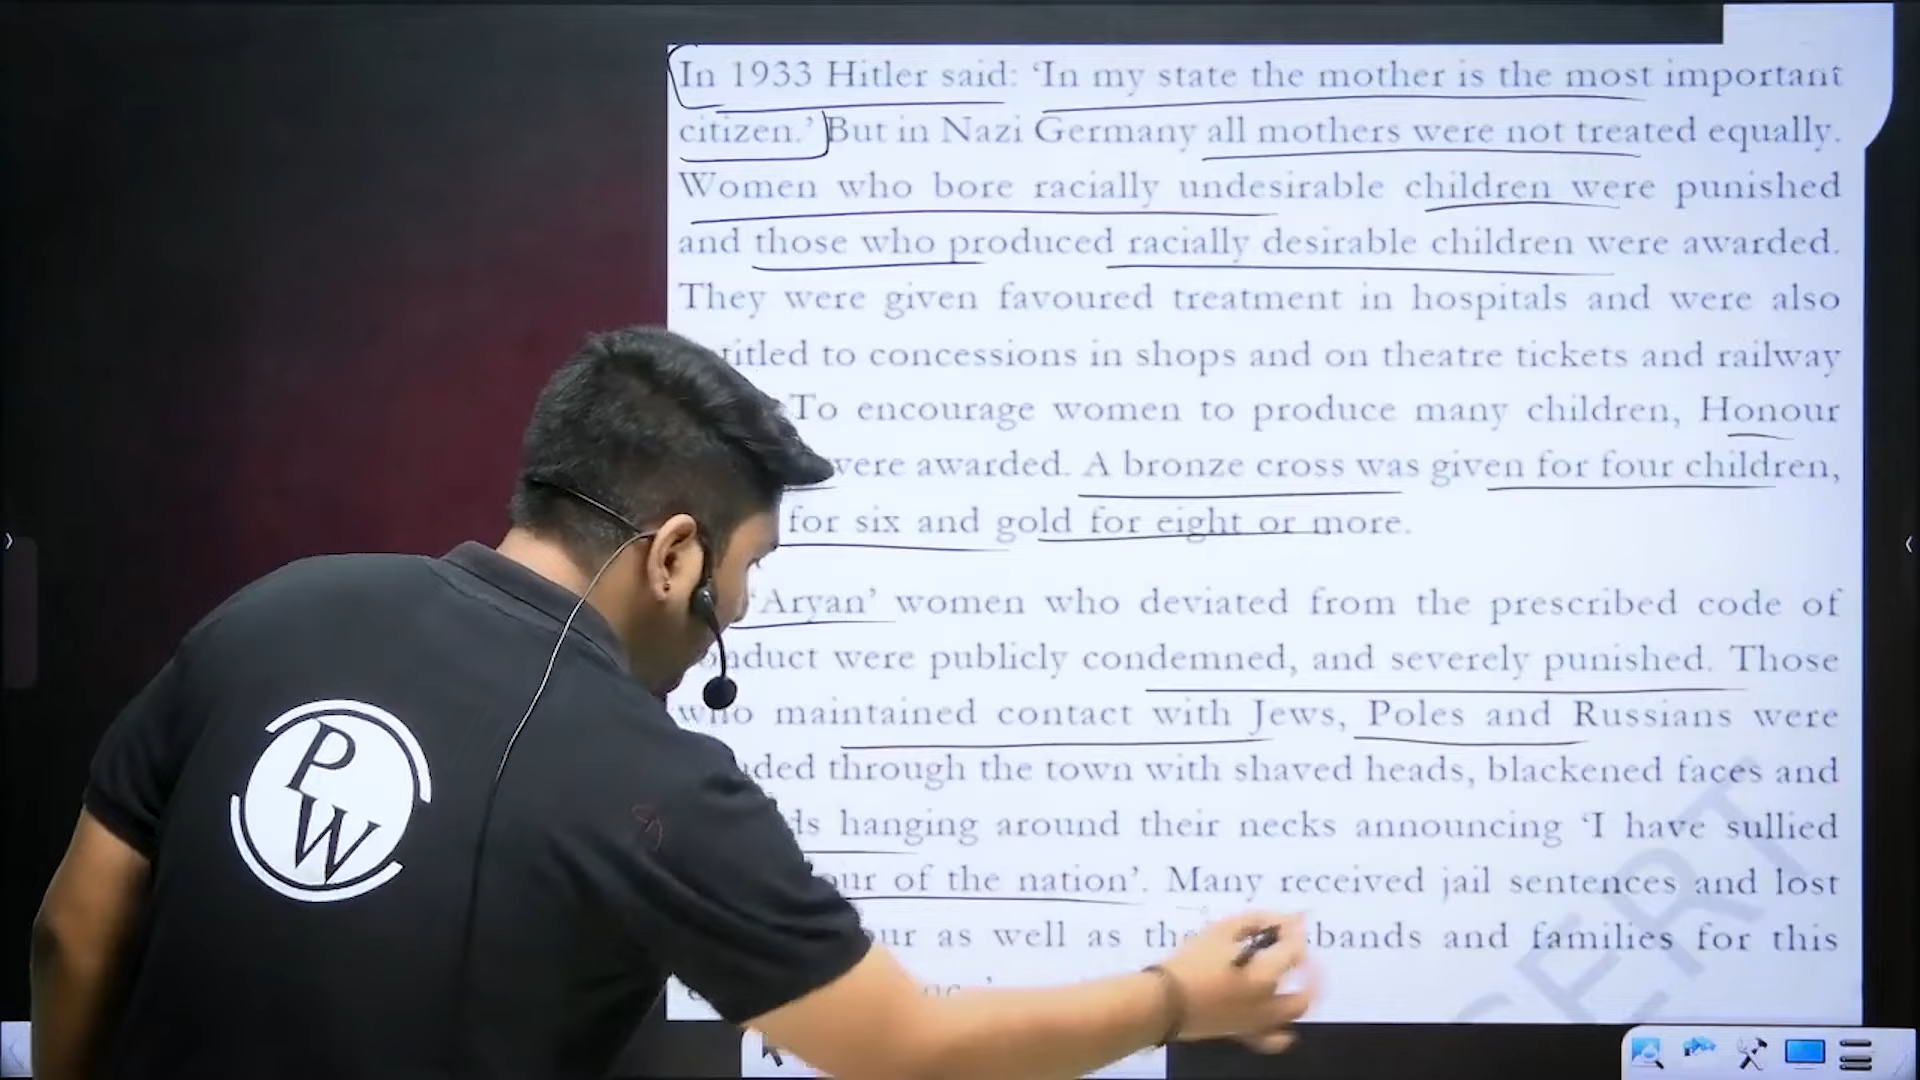 In 1933 Hitler said: ‘In my state the mother is the most important
citizen.’ But in Nazi Germany all mothers were not treated equally.
Women who bore racially undesirable children were punished
and those who produced racially desirable children were awarded.
They were given favoured treatment in hospitals and were also
titled to concessions in shops and on theatre tickets and railway
To encourage women to produce many children, Honour
were awarded. A bronze cross was given for four children,
for six and gold for eight or more.
‘Aryan’ women who deviated from the prescribed code of
nduct were publicly condemned, and severely punished. Those
who maintained contact with Jews, Poles and Russians were
ded through the town with shaved heads, blackened faces and
ds hanging around their necks announcing ‘I have sullied
our of the nation’. Many received jail sentences and lost
our as well as the bands and families for this
PW